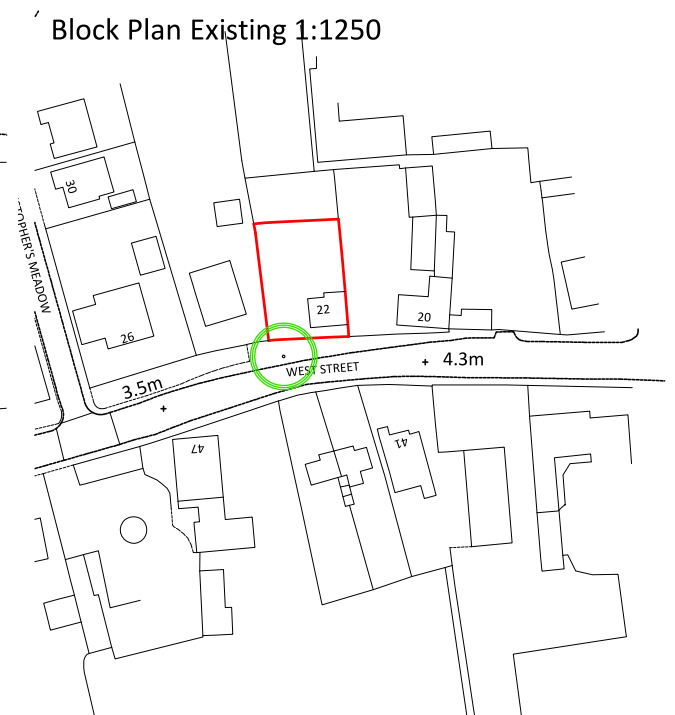 Block Plan Existing 1:1250
30
TOPHER'S MEADOW
26
22
20
3.5m
WEST STREET
4.3m
47
41